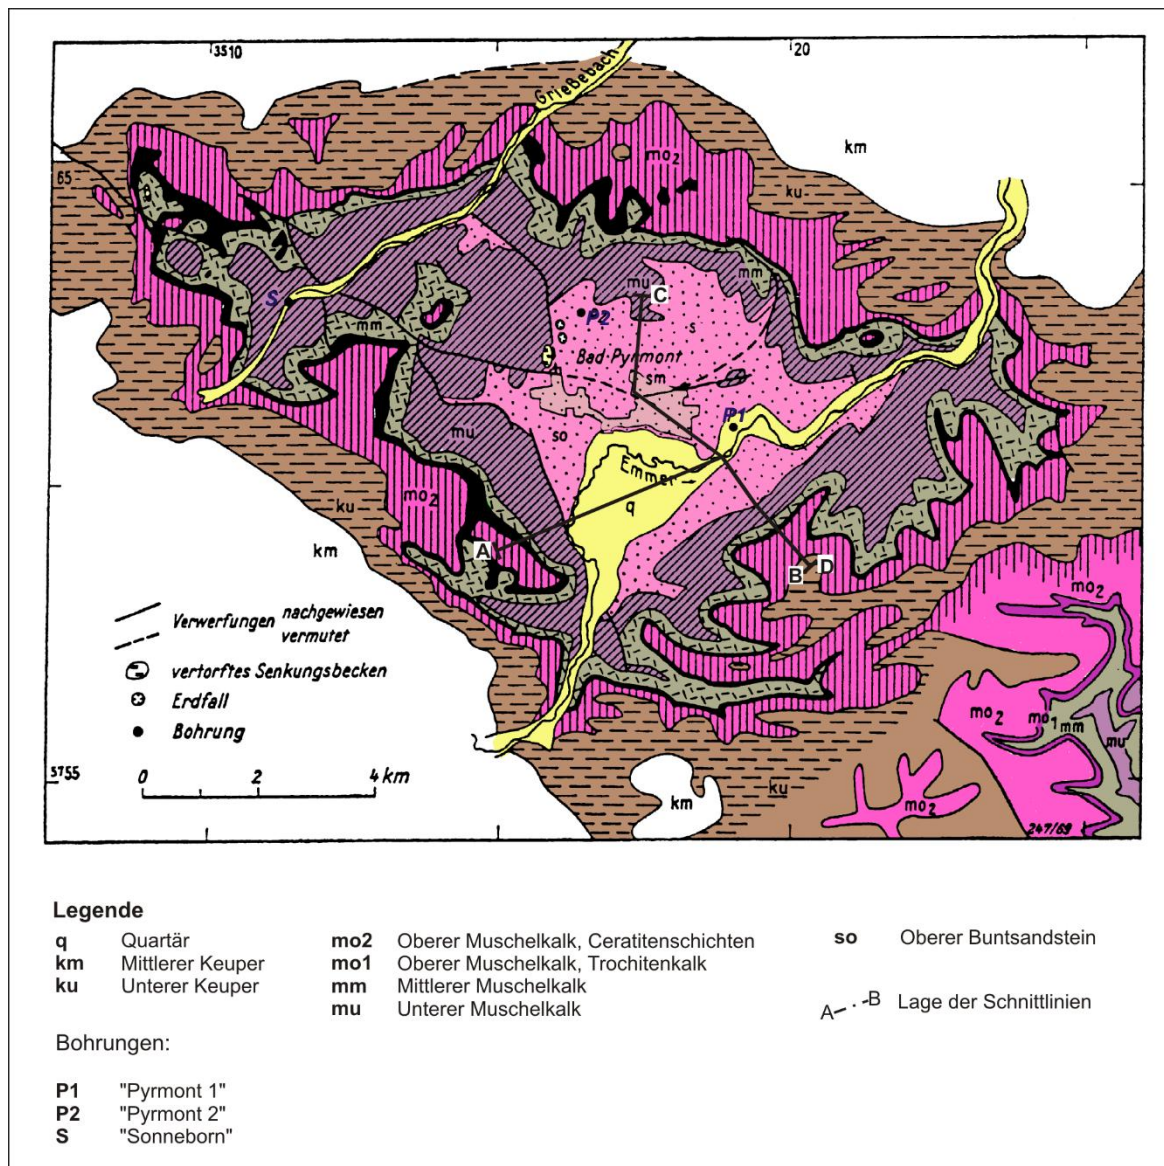 3510
20
Grießebach
km
mo2
ku
65
mm
mu
C
S
P2
s
mm
Bad-Pyrmont
sm
P1
mu
so
Emmer →
mo2
q
ku
A
km
B D
mo2
Verwerfungen nachgewiesen
vermutet
vertorftes Senkungsbecken
Erdfall
Bohrung
mo2
mo1
mm
mu
5755
0 2 4 km
km
ku
mo2
247/69
Legende
q Quartär
km Mittlerer Keuper
ku Unterer Keuper
mo2 Oberer Muschelkalk, Ceratitenschichten
mo1 Oberer Muschelkalk, Trochitenkalk
mm Mittlerer Muschelkalk
mu Unterer Muschelkalk
so Oberer Buntsandstein
A B Lage der Schnittlinien
Bohrungen:
P1 "Pyrmont 1"
P2 "Pyrmont 2"
S "Sonneborn"